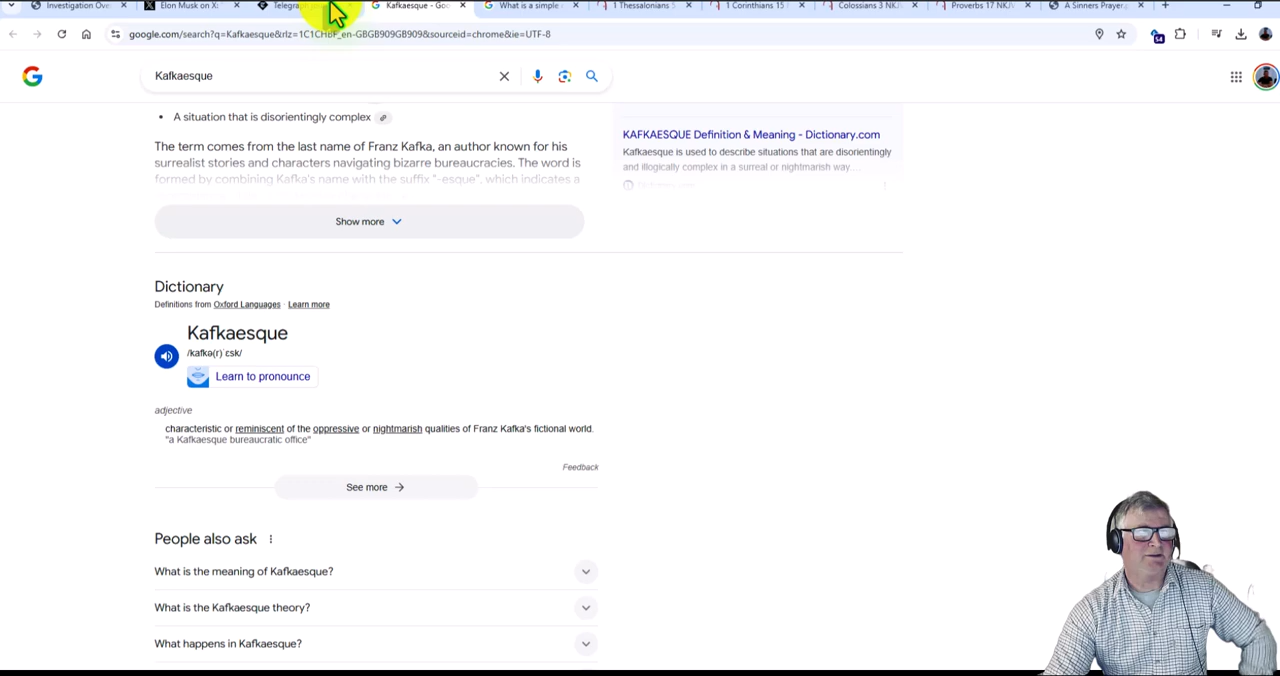 Investigation Ove
Elon Musk on X:
Telegraph
Kafkaesque - Goo
What is a simple
1 Thessalonians 5
1 Corinthians 15
Colossians 3 NKJV
Proverbs 17 NKJV
A Sinners Prayer.
google.com/search?q=Kafkaesque&rlz=1C1CHBF_en-GBGB909GB909&sourceid=chrome&ie=UTF-8
Kafkaesque
• A situation that is disorientingly complex
The term comes from the last name of Franz Kafka, an author known for his
surrealist stories and characters navigating bizarre bureaucracies. The word is
formed by combining Kafka's name with the suffix "-esque", which indicates a
KAFKAESQUE Definition & Meaning - Dictionary.com
Kafkaesque is used to describe situations that are disorientingly
and illogically complex in a surreal or nightmarish way....
Show more
Dictionary
Definitions from Oxford Languages · Learn more
Kafkaesque
/kafkə(r)ˈɛsk/
Learn to pronounce
adjective
characteristic or reminiscent of the oppressive or nightmarish qualities of Franz Kafka's fictional world.
"a Kafkaesque bureaucratic office"
Feedback
See more
People also ask
What is the meaning of Kafkaesque?
What is the Kafkaesque theory?
What happens in Kafkaesque?